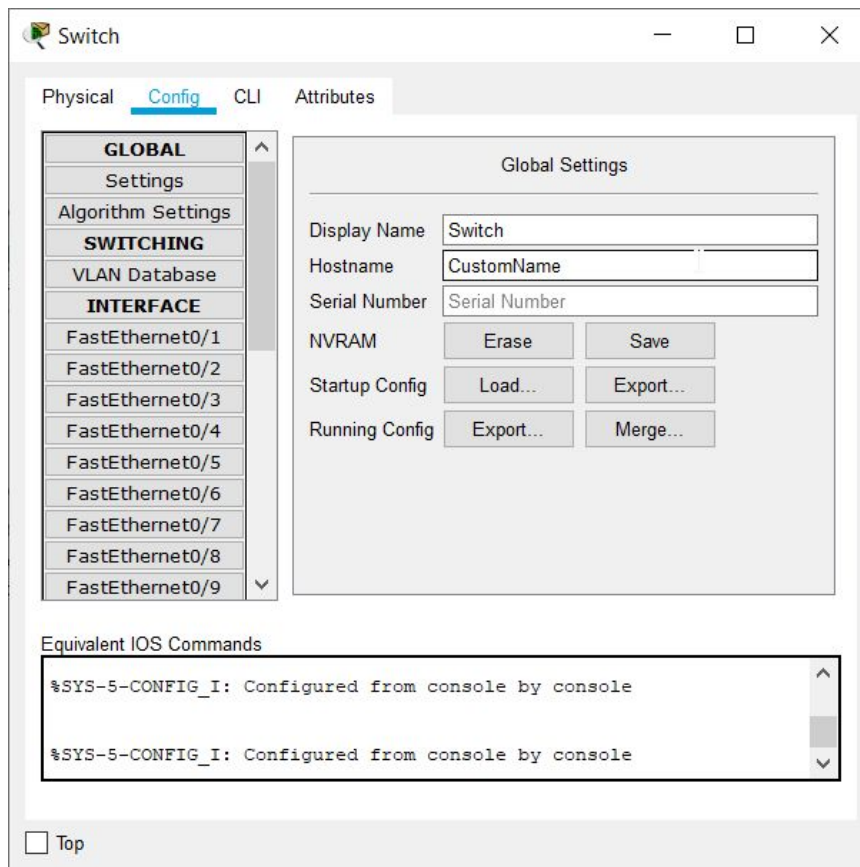 Switch
Physical Config CLI Attributes
GLOBAL
Settings
Algorithm Settings
SWITCHING
VLAN Database
INTERFACE
FastEthernet0/1
FastEthernet0/2
FastEthernet0/3
FastEthernet0/4
FastEthernet0/5
FastEthernet0/6
FastEthernet0/7
FastEthernet0/8
FastEthernet0/9
Global Settings
Display Name Switch
Hostname CustomName
Serial Number Serial Number
NVRAM Erase Save
Startup Config Load... Export...
Running Config Export... Merge...
Equivalent IOS Commands
%SYS-5-CONFIG_I: Configured from console by console
%SYS-5-CONFIG_I: Configured from console by console
Top